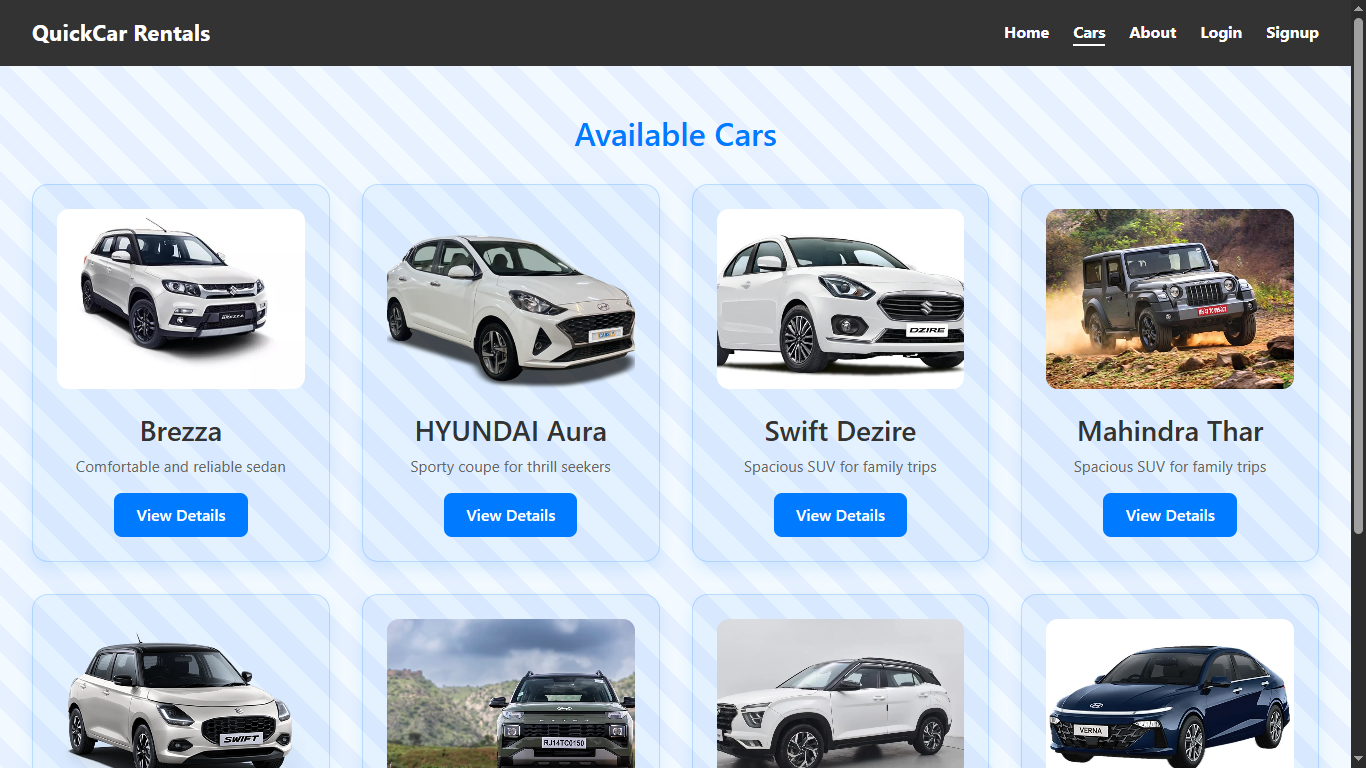 QuickCar Rentals
Home Cars About Login Signup
Available Cars
BREZZA
DZIRE
Brezza
HYUNDAI Aura
Swift Dezire
Mahindra Thar
Comfortable and reliable sedan
Sporty coupe for thrill seekers
Spacious SUV for family trips
Spacious SUV for family trips
View Details
View Details
View Details
View Details
SWIFT
RJ14TC0150
VERNA